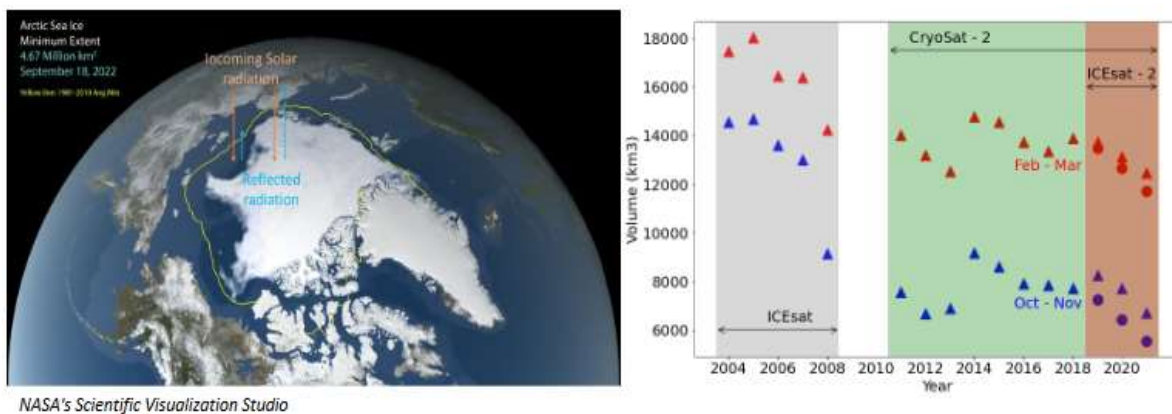 Arctic Sea Ice
Minimum Extent
4.67 Million km²
September 18, 2022
Yellow line: 1981-2010 Avg Min
Incoming Solar
radiation
Reflected
radiation
NASA's Scientific Visualization Studio
18000
16000
14000
12000
10000
8000
6000
Volume (km3)
CryoSat - 2
ICEsat - 2
Feb - Mar
Oct - Nov
ICEsat
2004 2006 2008 2010 2012 2014 2016 2018 2020
Year